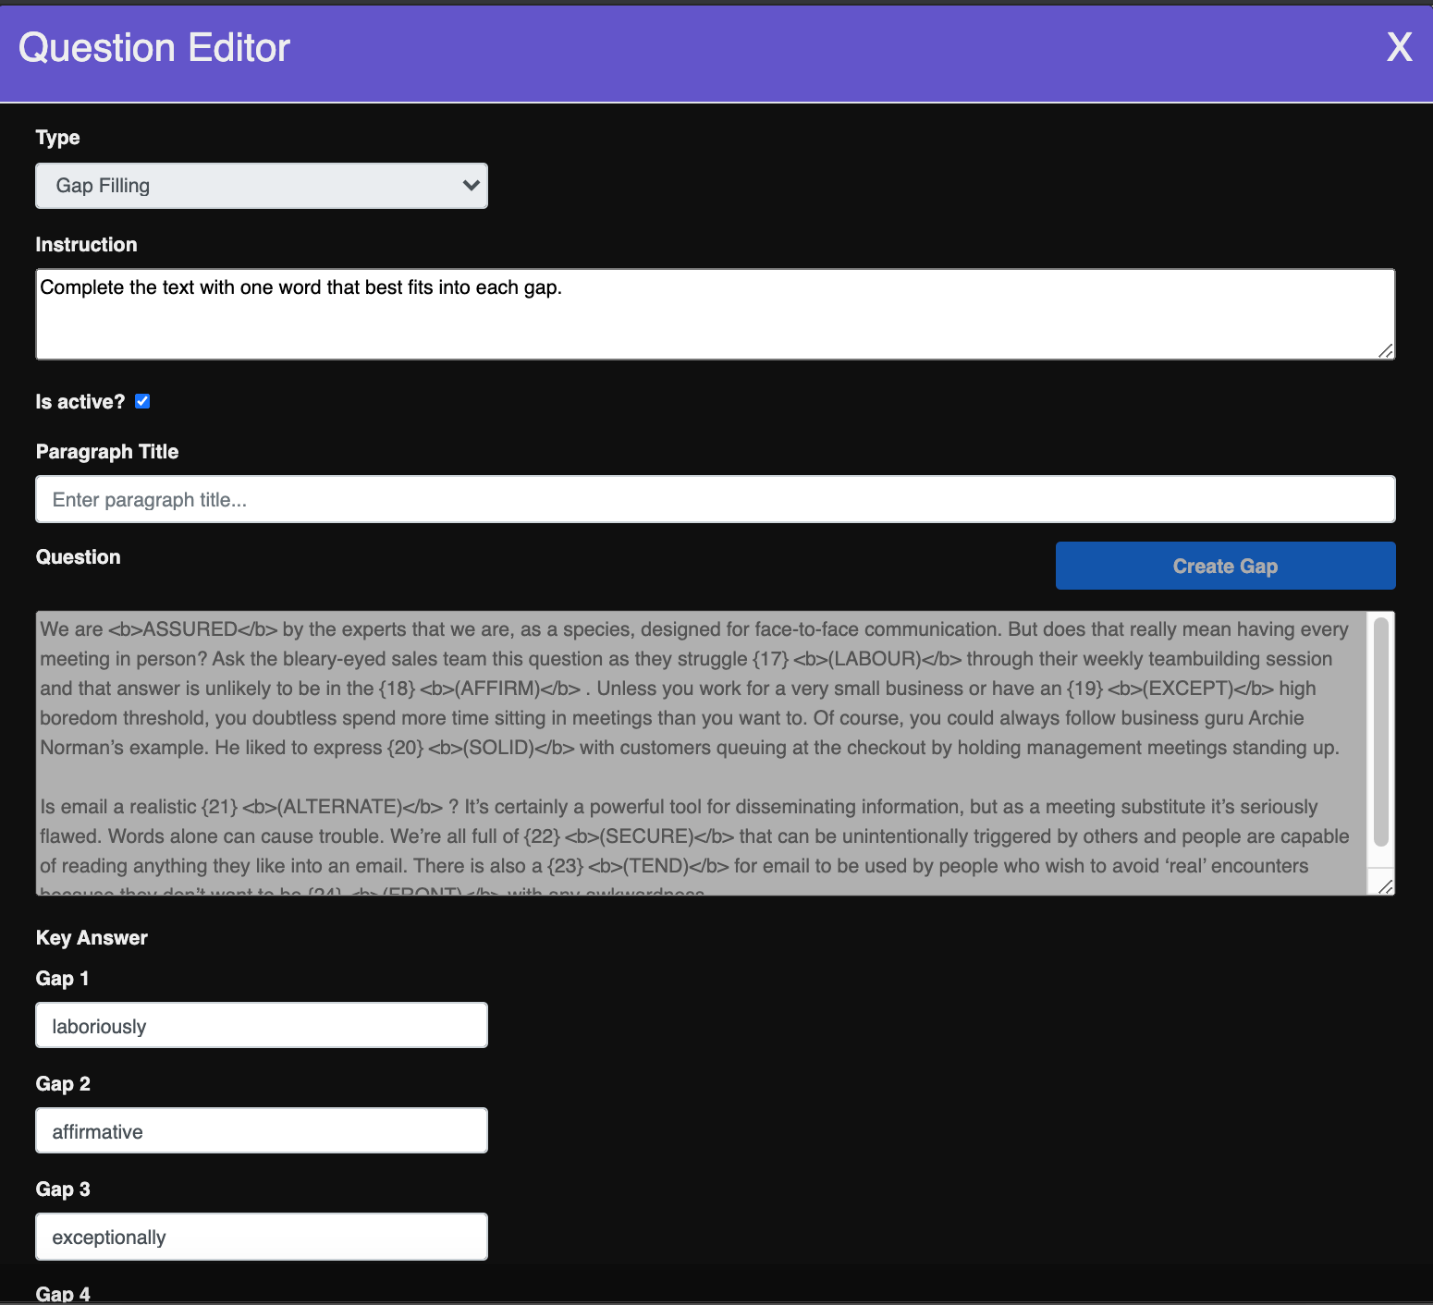 Question Editor
X
Type
Gap Filling
Instruction
Complete the text with one word that best fits into each gap.
Is active?
Paragraph Title
Enter paragraph title...
Question
Create Gap
We are <b>ASSURED</b> by the experts that we are, as a species, designed for face-to-face communication. But does that really mean having every
meeting in person? Ask the bleary-eyed sales team this question as they struggle {17} <b>(LABOUR)</b> through their weekly teambuilding session
and that answer is unlikely to be in the {18} <b>(AFFIRM)</b> . Unless you work for a very small business or have an {19} <b>(EXCEPT)</b> high
boredom threshold, you doubtless spend more time sitting in meetings than you want to. Of course, you could always follow business guru Archie
Norman’s example. He liked to express {20} <b>(SOLID)</b> with customers queuing at the checkout by holding management meetings standing up.
Is email a realistic {21} <b>(ALTERNATE)</b> ? It’s certainly a powerful tool for disseminating information, but as a meeting substitute it’s seriously
flawed. Words alone can cause trouble. We’re all full of {22} <b>(SECURE)</b> that can be unintentionally triggered by others and people are capable
of reading anything they like into an email. There is also a {23} <b>(TEND)</b> for email to be used by people who wish to avoid ‘real’ encounters
because they don’t want to be {24} <b>(FRONT)</b> with any awkwardness
Key Answer
Gap 1
laboriously
Gap 2
affirmative
Gap 3
exceptionally
Gap 4